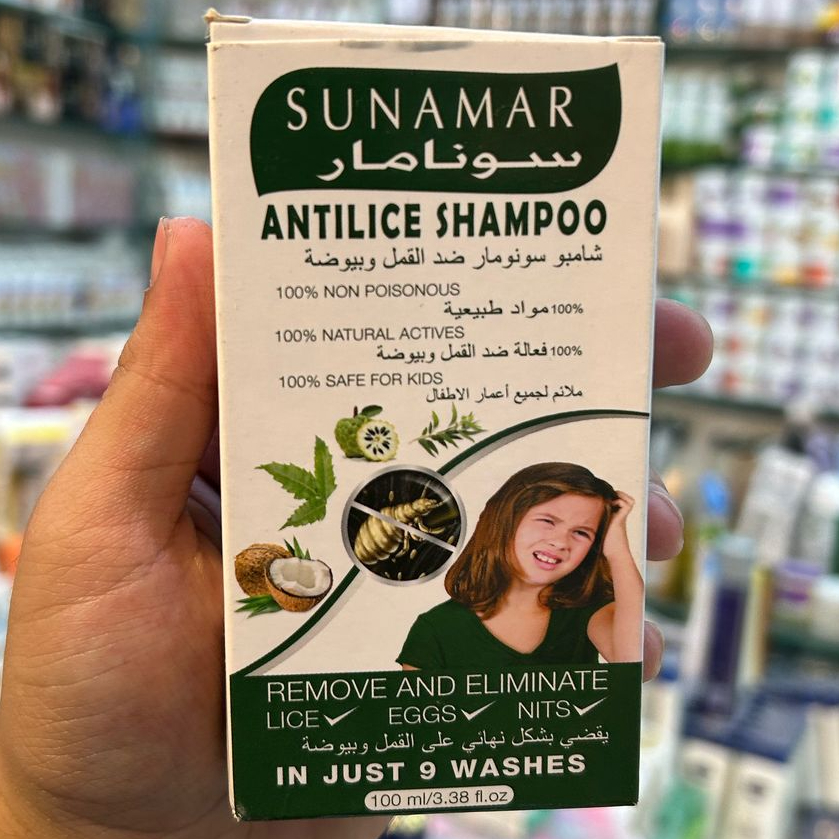 SUNAMAR
سونامار
ANTILICE SHAMPOO
شامبو سونومار ضد القمل وبيوضة
100% NON POISONOUS
100% مواد طبيعية
100% NATURAL ACTIVES
100% فعالة ضد القمل وبيوضة
100% SAFE FOR KIDS
ملائم لجميع أعمار الاطفال
REMOVE AND ELIMINATE
LICE✓ EGGS✓ NITS✓
يقضي بشكل نهائي على القمل وبيوضة
IN JUST 9 WASHES
100 ml/3.38 fl.oz